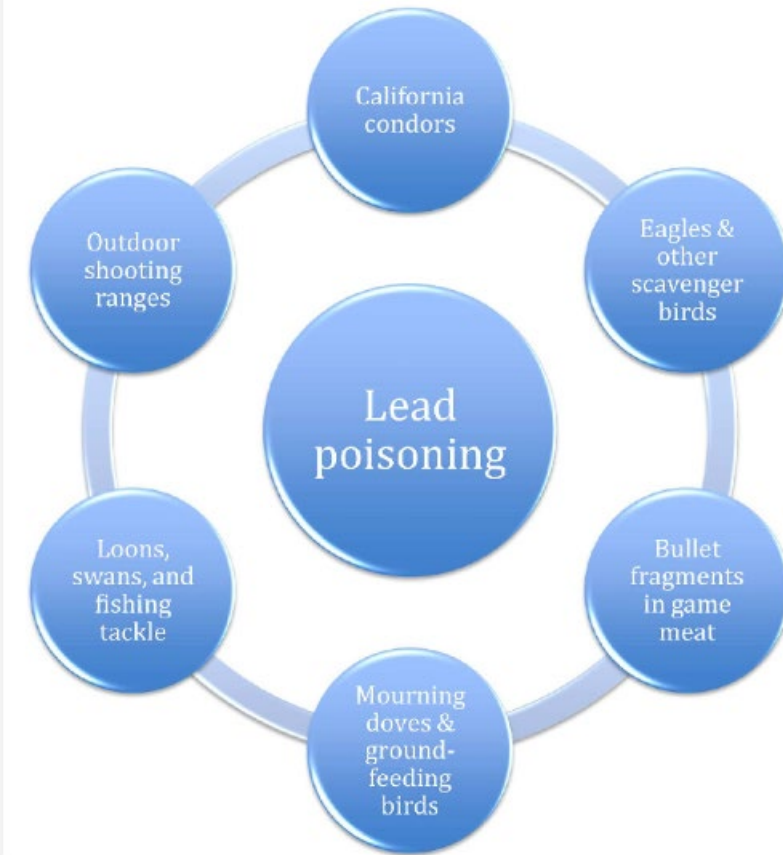 California
condors
Eagles &
other
scavenger
birds
Bullet
fragments
in game
meat
Mourning
doves &
ground-
feeding
birds
Loons,
swans, and
fishing
tackle
Outdoor
shooting
ranges
Lead
poisoning